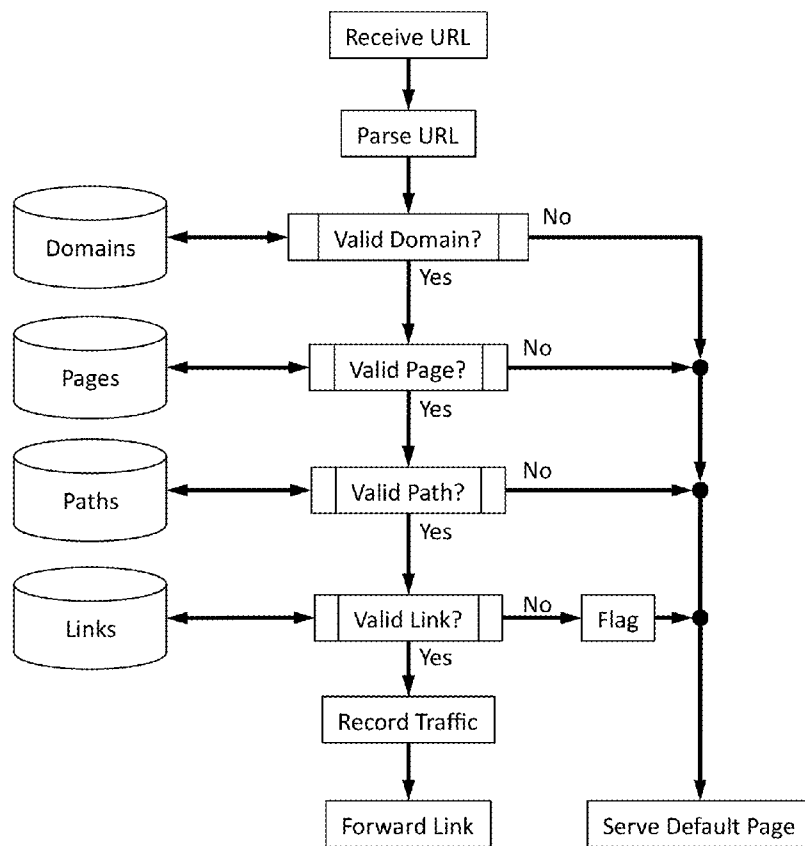 Receive URL
Parse URL
Domains
Valid Domain?
No
Yes
Pages
Valid Page?
No
Yes
Paths
Valid Path?
No
Yes
Links
Valid Link?
No
Flag
Yes
Record Traffic
Forward Link
Serve Default Page